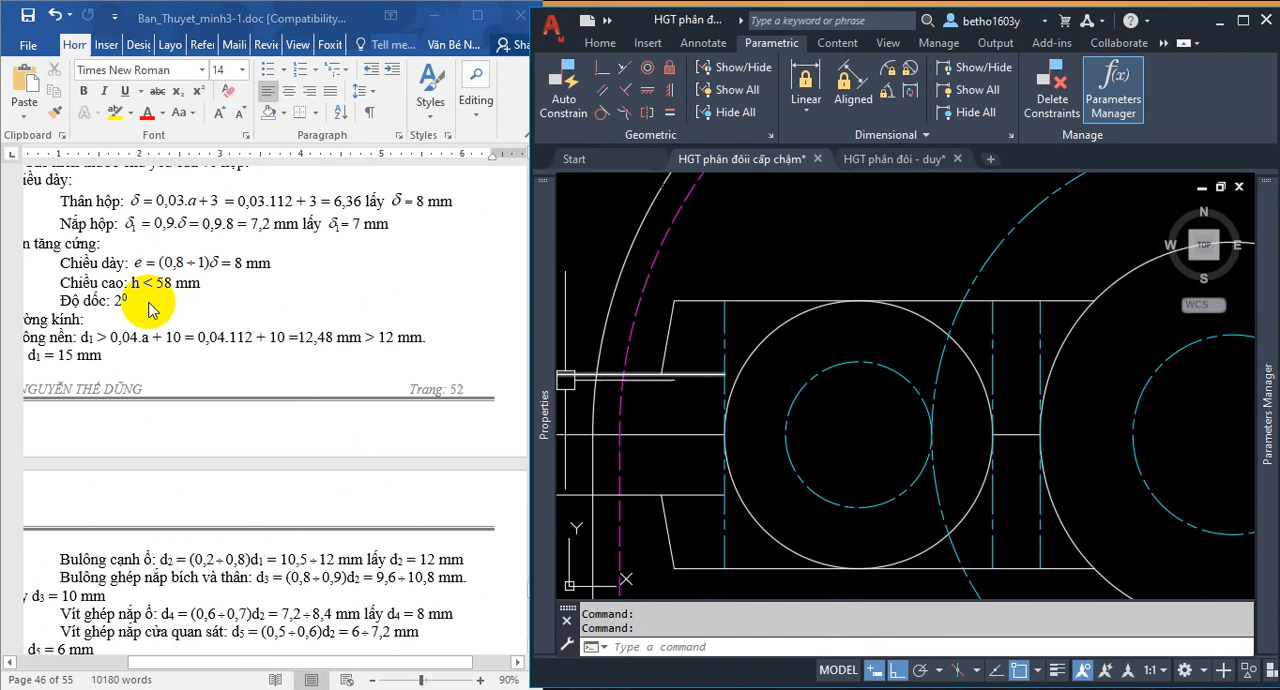 Ban_Thuyet_minh3-1.doc [Compatibility
File
Hom
Inser
Desig
Layo
Refer
Maili
Revie
View
Foxit
Tell me...
Văn Bé N...
Sha
Times New Roman
14
Paste
Styles
Editing
Clipboard
Font
Paragraph
Styles
1 2 3 4 5 6
iều dày:
Thân hộp: δ = 0,03.a + 3 = 0,03.112 + 3 = 6,36 lấy δ = 8 mm
Nắp hộp: δ₁ = 0,9.δ = 0,9.8 = 7,2 mm lấy δ₁ = 7 mm
n tăng cứng:
Chiều dày: e = (0,8 ÷ 1)δ = 8 mm
Chiều cao: h < 58 mm
Độ dốc: 2⁰
ường kính:
ông nền: d₁ > 0,04.a + 10 = 0,04.112 + 10 =12,48 mm > 12 mm.
d₁ = 15 mm
NGUYỄN THẾ DŨNG
Trang: 52
Bulông cạnh ổ: d₂ = (0,2÷0,8)d₁ = 10,5÷12 mm lấy d₂ = 12 mm
Bulông ghép nắp bích và thân: d₃ = (0,8÷0,9)d₂ = 9,6÷10,8 mm.
y d₃ = 10 mm
Vít ghép nắp ổ: d₄ = (0,6÷0,7)d₂ = 7,2÷8,4 mm lấy d₄ = 8 mm
Vít ghép nắp cửa quan sát: d₅ = (0,5÷0,6)d₂ = 6÷7,2 mm
d₅ = 6 mm
Page 46 of 55
10180 words
90%
HGT phân đ...
Type a keyword or phrase
betho1603y
Home
Insert
Annotate
Parametric
Content
View
Manage
Output
Add-ins
Collaborate
Auto
Constrain
Show/Hide
Show All
Hide All
Geometric
Linear
Aligned
Show/Hide
Show All
Hide All
Dimensional
Delete
Constraints
Parameters
Manager
Manage
Start
HGT phân đôii cấp chậm*
HGT phân đôi - duy*
Properties
Parameters Manager
N
W
TOP
E
S
WCS
Y
X
Command:
Command:
Type a command
MODEL
1:1